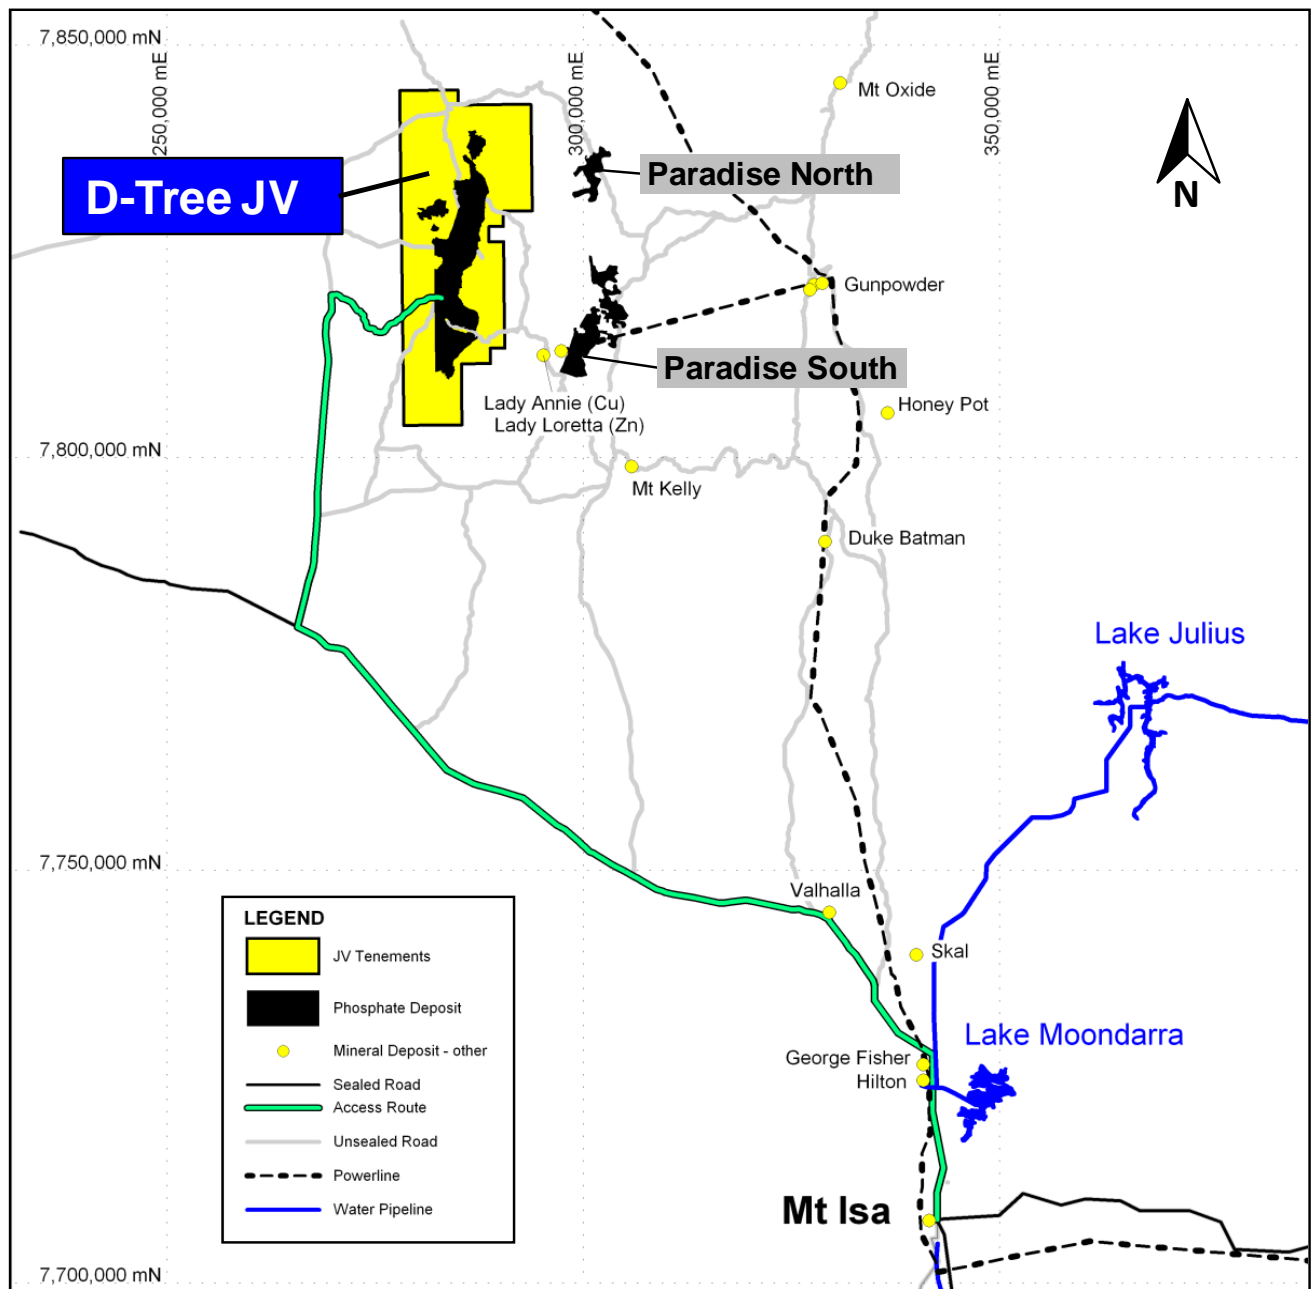 7,850,000 mN
250,000 mE
300,000 mE
350,000 mE
Mt Oxide
D-Tree JV
Paradise North
N
Gunpowder
Paradise South
Lady Annie (Cu)
Lady Loretta (Zn)
Honey Pot
7,800,000 mN
Mt Kelly
Duke Batman
Lake Julius
7,750,000 mN
Valhalla
Skal
LEGEND
JV Tenements
Phosphate Deposit
Mineral Deposit - other
Sealed Road
Access Route
Unsealed Road
Powerline
Water Pipeline
Lake Moondarra
George Fisher
Hilton
Mt Isa
7,700,000 mN